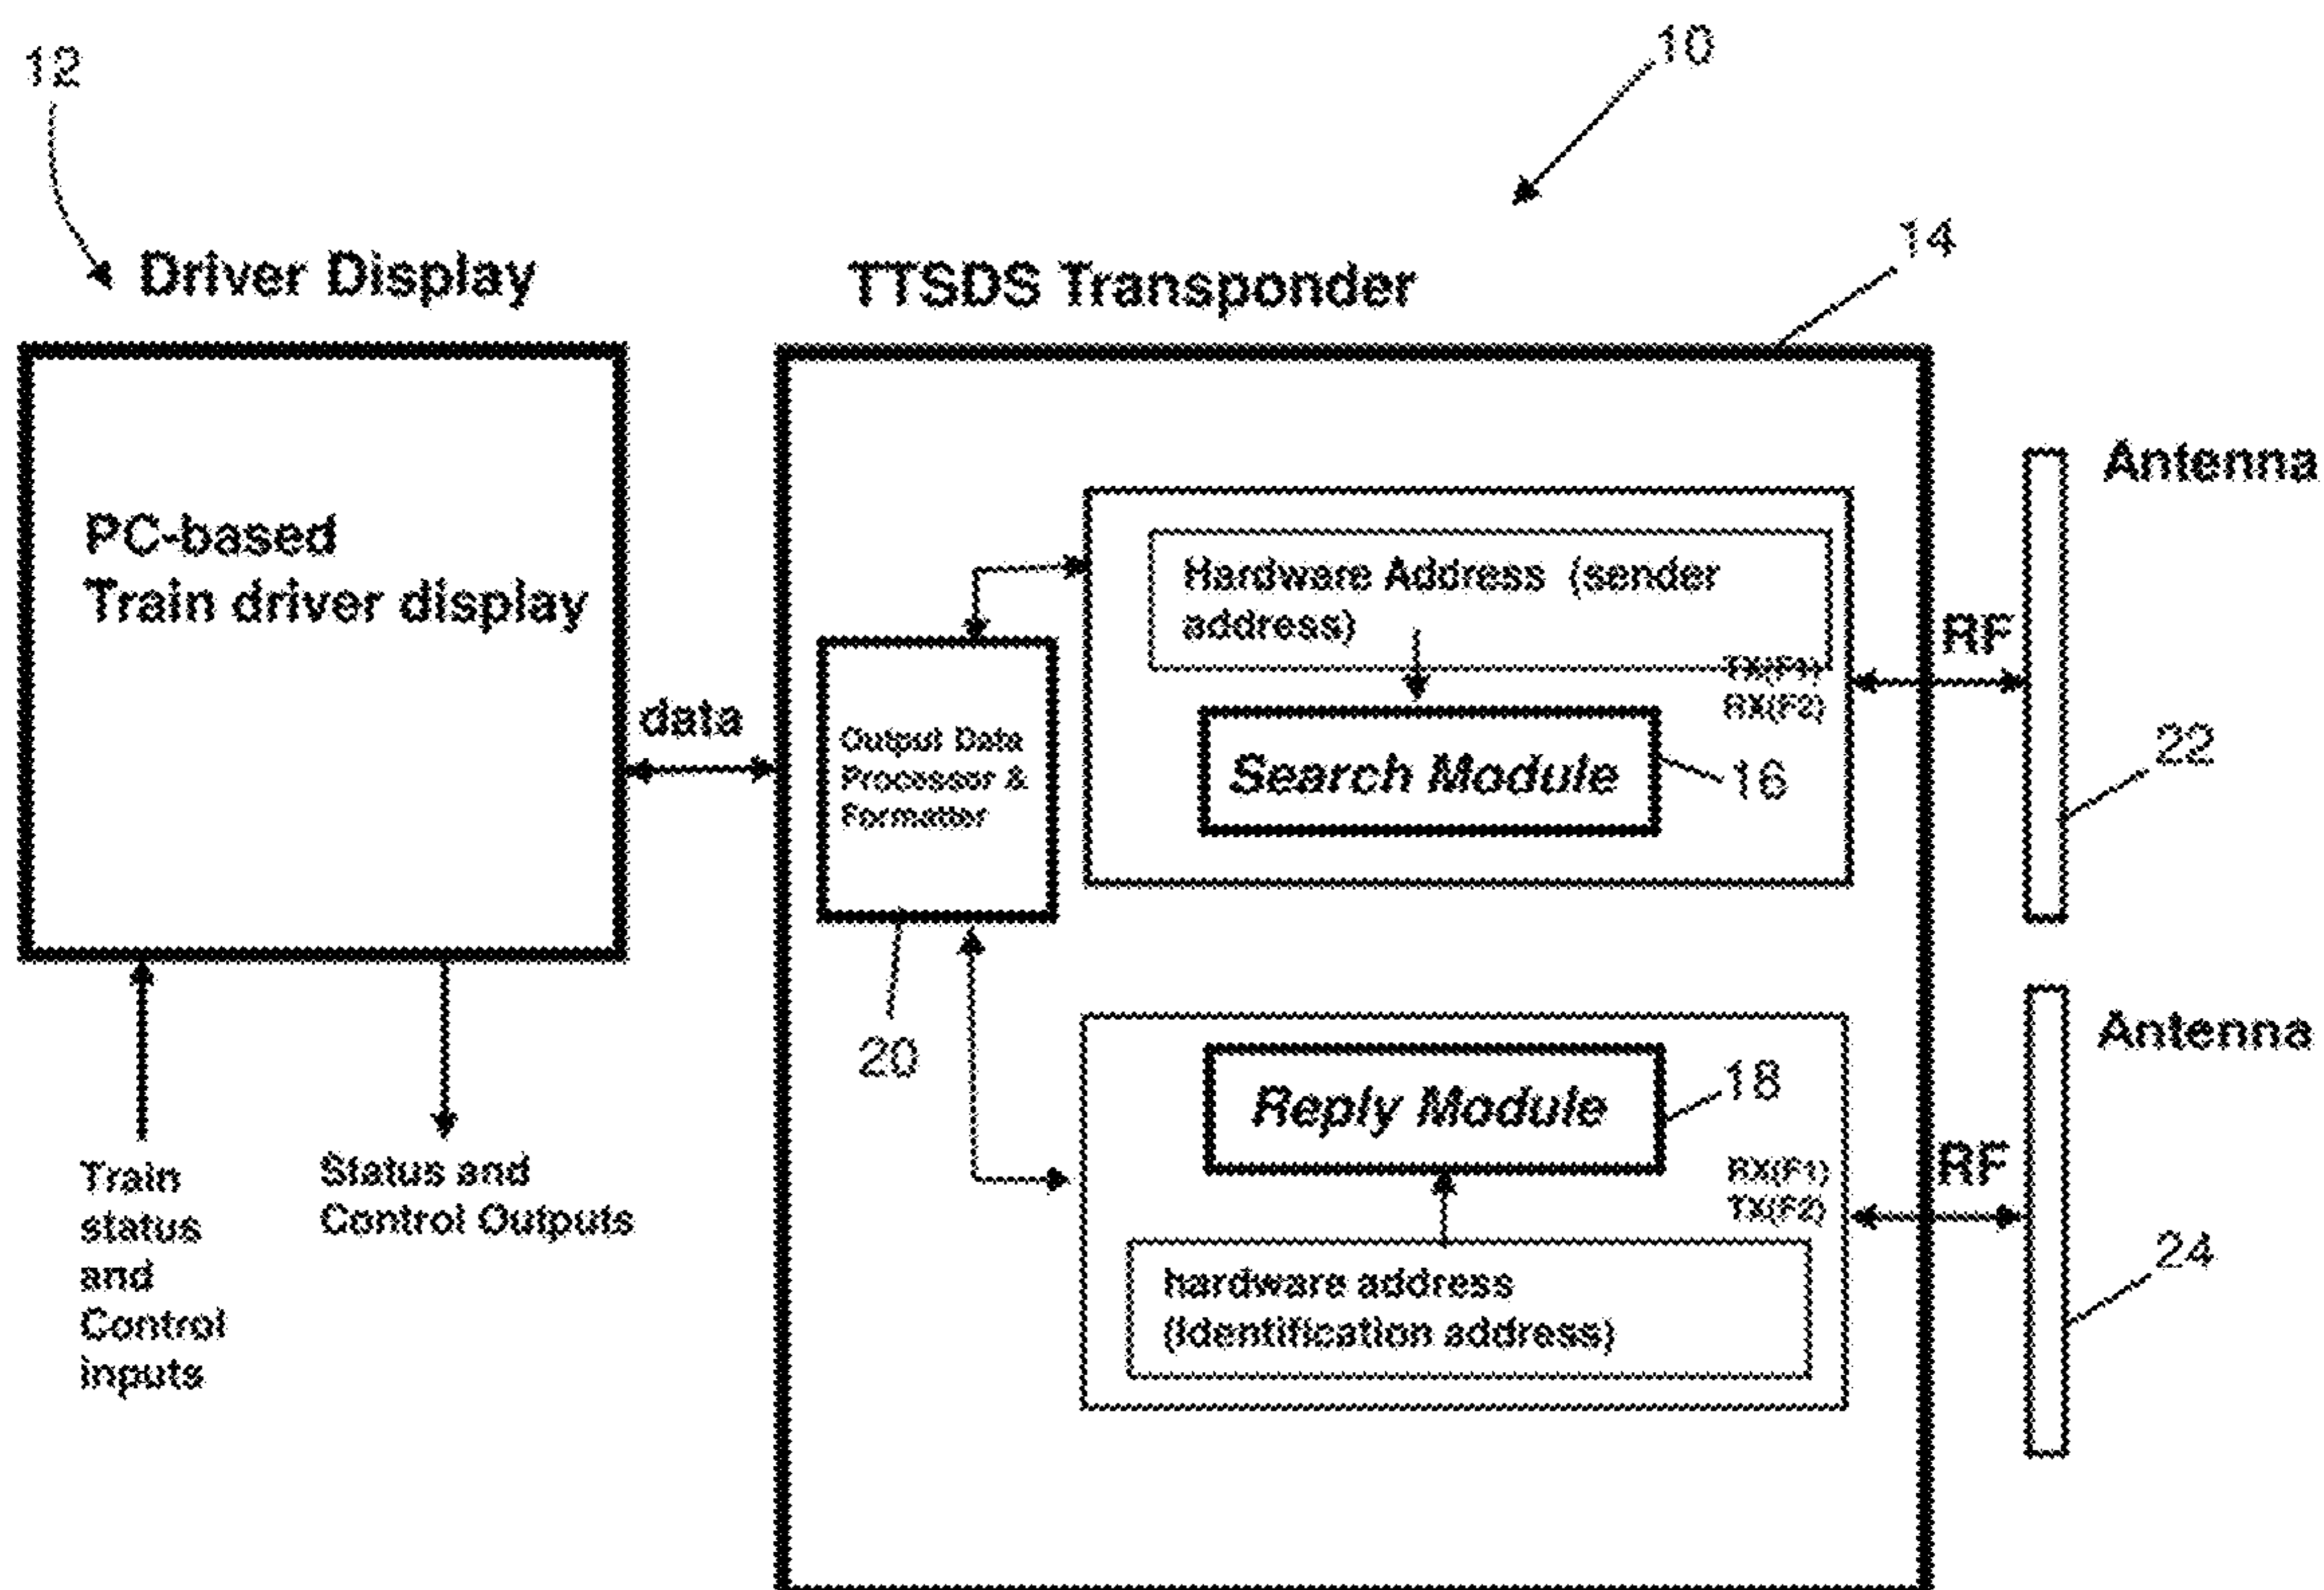 12
10
14
Driver Display
TTSDS Transponder
Antenna
PC-based
Train driver display
Hardware Address (sender
address)
TX(F1)
RX(F2)
RF
data
Output Data
Processor &
Formatter
Search Module
16
22
20
Reply Module
18
Antenna
RX(F1)
TX(F2)
RF
hardware address
(Identification address)
24
Train
status
and
Control
inputs
Status and
Control Outputs